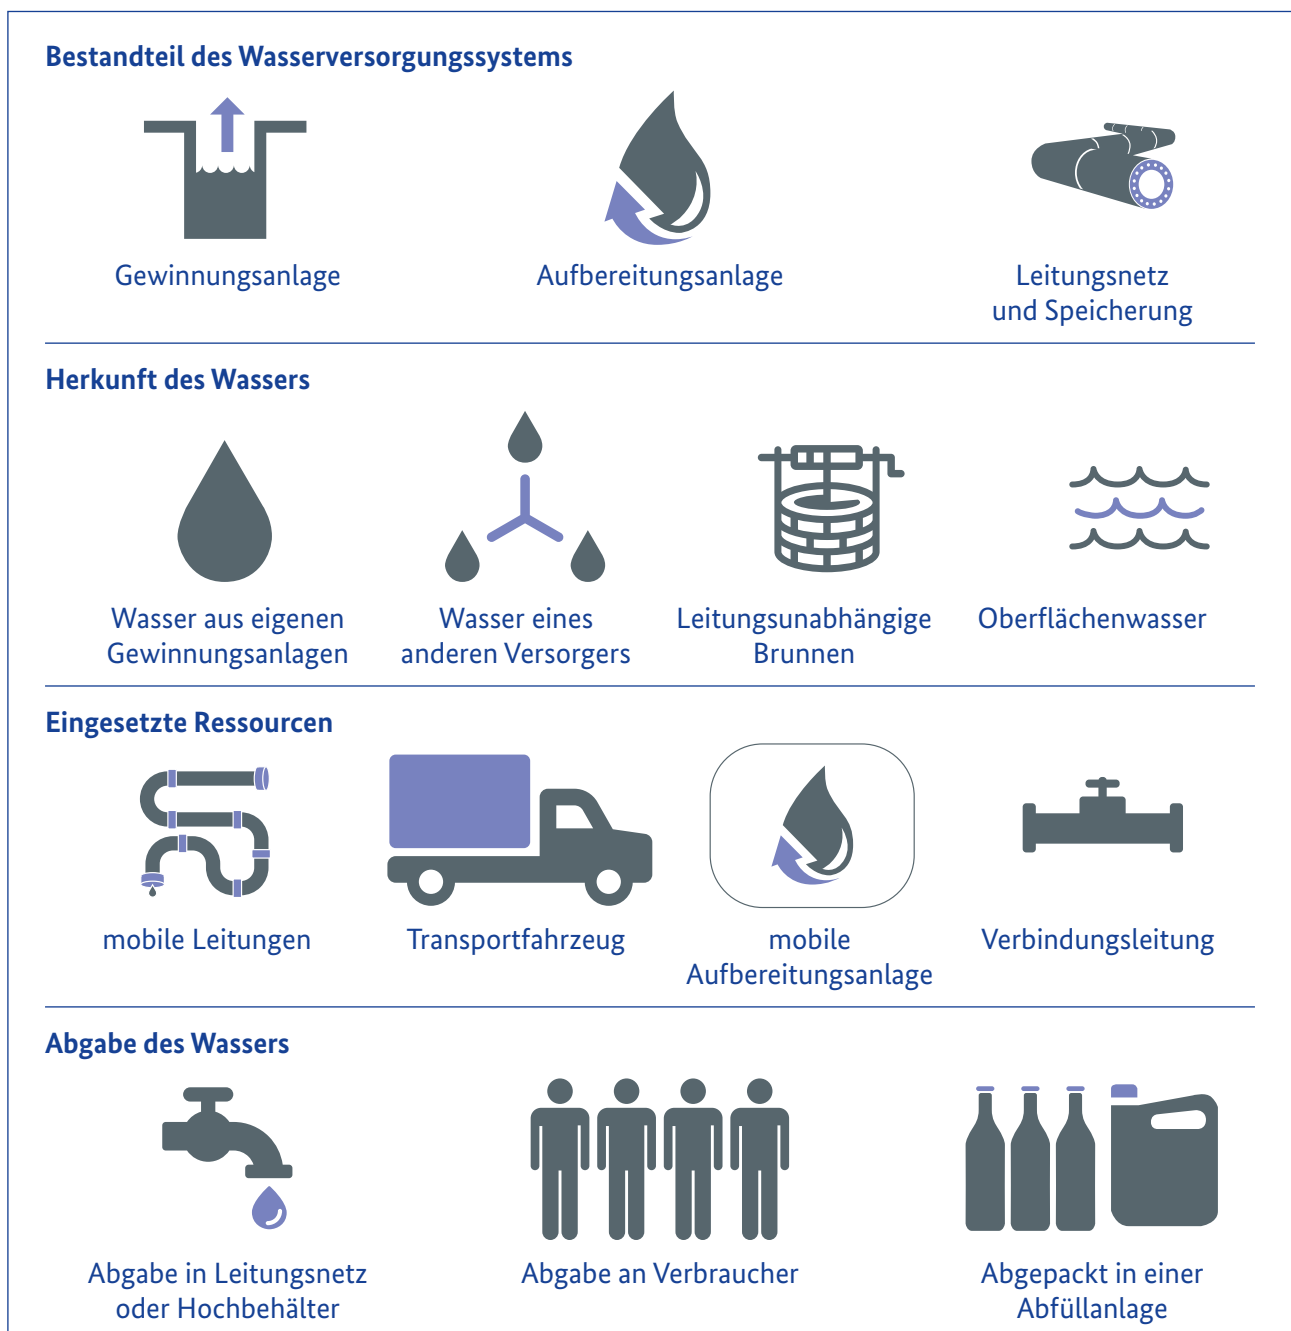 Bestandteil des Wasserversorgungssystems
Gewinnungsanlage
Aufbereitungsanlage
Leitungsnetz
und Speicherung
Herkunft des Wassers
Wasser aus eigenen
Gewinnungsanlagen
Wasser eines
anderen Versorgers
Leitungsunabhängige
Brunnen
Oberflächenwasser
Eingesetzte Ressourcen
mobile Leitungen
Transportfahrzeug
mobile
Aufbereitungsanlage
Verbindungsleitung
Abgabe des Wassers
Abgabe in Leitungsnetz
oder Hochbehälter
Abgabe an Verbraucher
Abgepackt in einer
Abfüllanlage